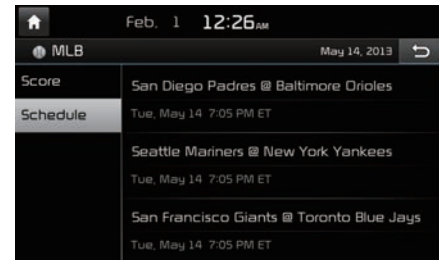 Feb. 1 12:26 AM
MLB May 14, 2013
Score
San Diego Padres @ Baltimore Orioles
Tue, May 14 7:05 PM ET
Schedule
Seattle Mariners @ New York Yankees
Tue, May 14 7:05 PM ET
San Francisco Giants @ Toronto Blue Jays
Tue, May 14 7:05 PM ET